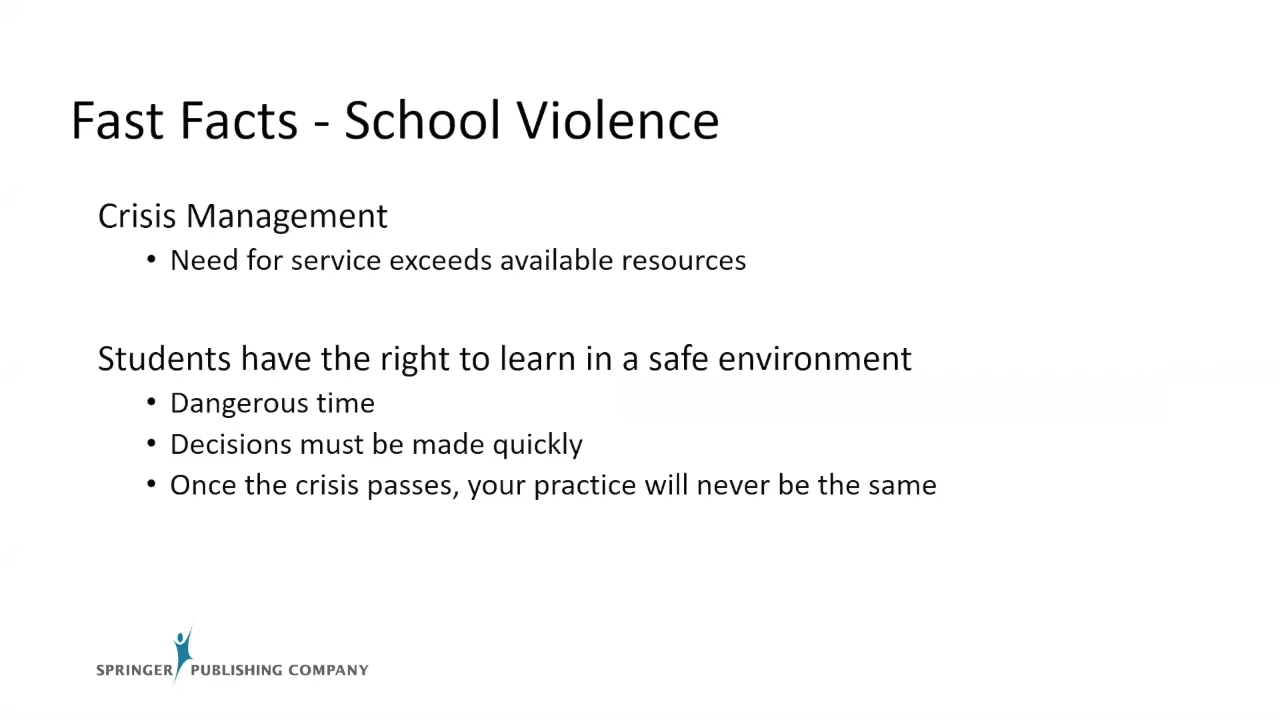 Fast Facts - School Violence
Crisis Management
• Need for service exceeds available resources
Students have the right to learn in a safe environment
• Dangerous time
• Decisions must be made quickly
• Once the crisis passes, your practice will never be the same
SPRINGER PUBLISHING COMPANY